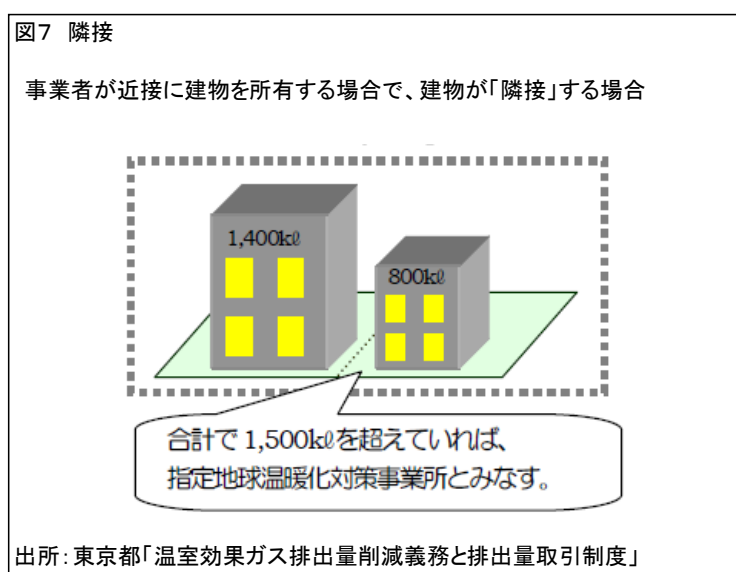 図7 隣接
事業者が近接に建物を所有する場合で、建物が「隣接」する場合
1,400kℓ
800kℓ
合計で1,500kℓを超えていれば、
指定地球温暖化対策事業所とみなす。
出所:東京都「温室効果ガス排出量削減義務と排出量取引制度」